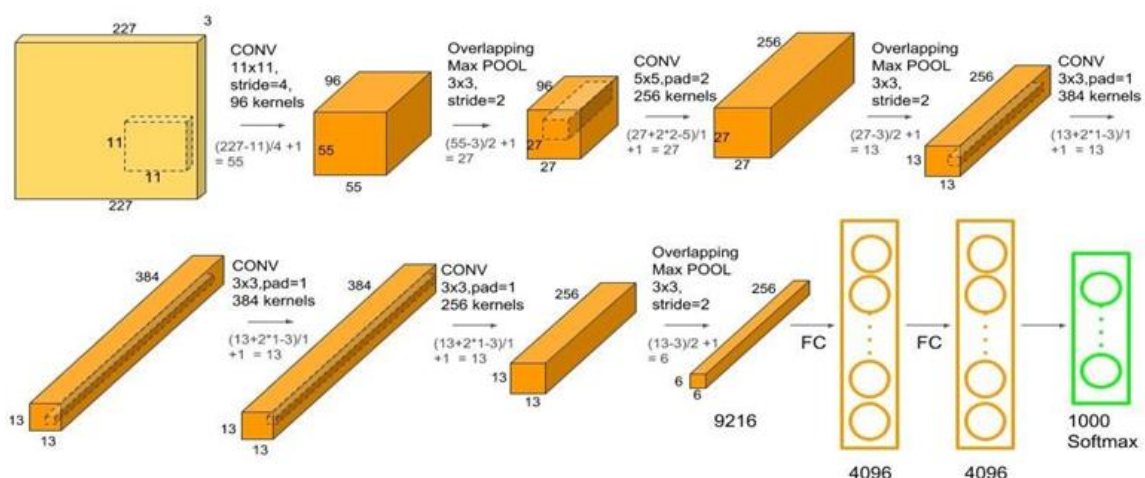 227
3
11
11
227
CONV
11x11,
stride=4,
96 kernels
(227-11)/4 +1
= 55
96
55
55
Overlapping
Max POOL
3x3,
stride=2
(55-3)/2 +1
= 27
96
27
27
CONV
5x5,pad=2
256 kernels
(27+2*2-5)/1
+1 = 27
256
27
27
Overlapping
Max POOL
3x3,
stride=2
(27-3)/2 +1
= 13
256
13
13
CONV
3x3,pad=1
384 kernels
(13+2*1-3)/1
+1 = 13
384
13
13
CONV
3x3,pad=1
384 kernels
(13+2*1-3)/1
+1 = 13
384
13
13
CONV
3x3,pad=1
256 kernels
(13+2*1-3)/1
+1 = 13
256
13
13
Overlapping
Max POOL
3x3,
stride=2
(13-3)/2 +1
= 6
256
6
6
9216
FC
4096
FC
4096
1000
Softmax